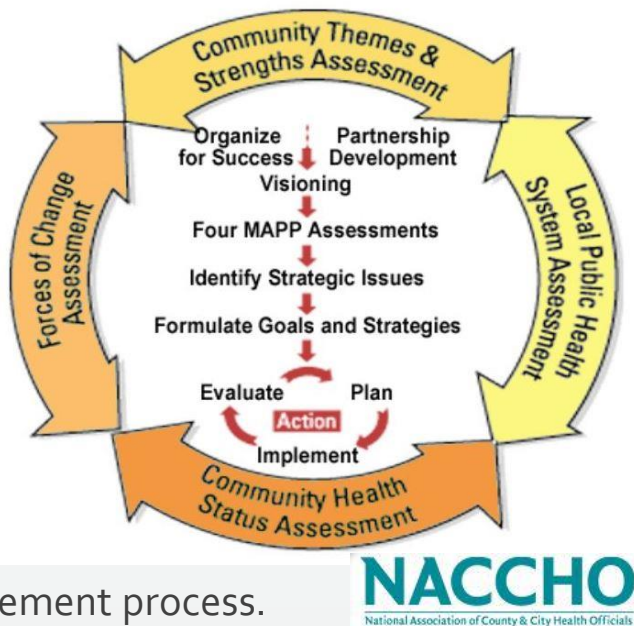 Community Themes &
Strengths Assessment
Organize Partnership
for Success Development
Visioning
Four MAPP Assessments
Identify Strategic Issues
Formulate Goals and Strategies
Evaluate Plan
Action
Implement
Forces of Change
Assessment
Local Public Health
System Assessment
Community Health
Status Assessment
process.
NACCHO
National Association of County & City Health Officials